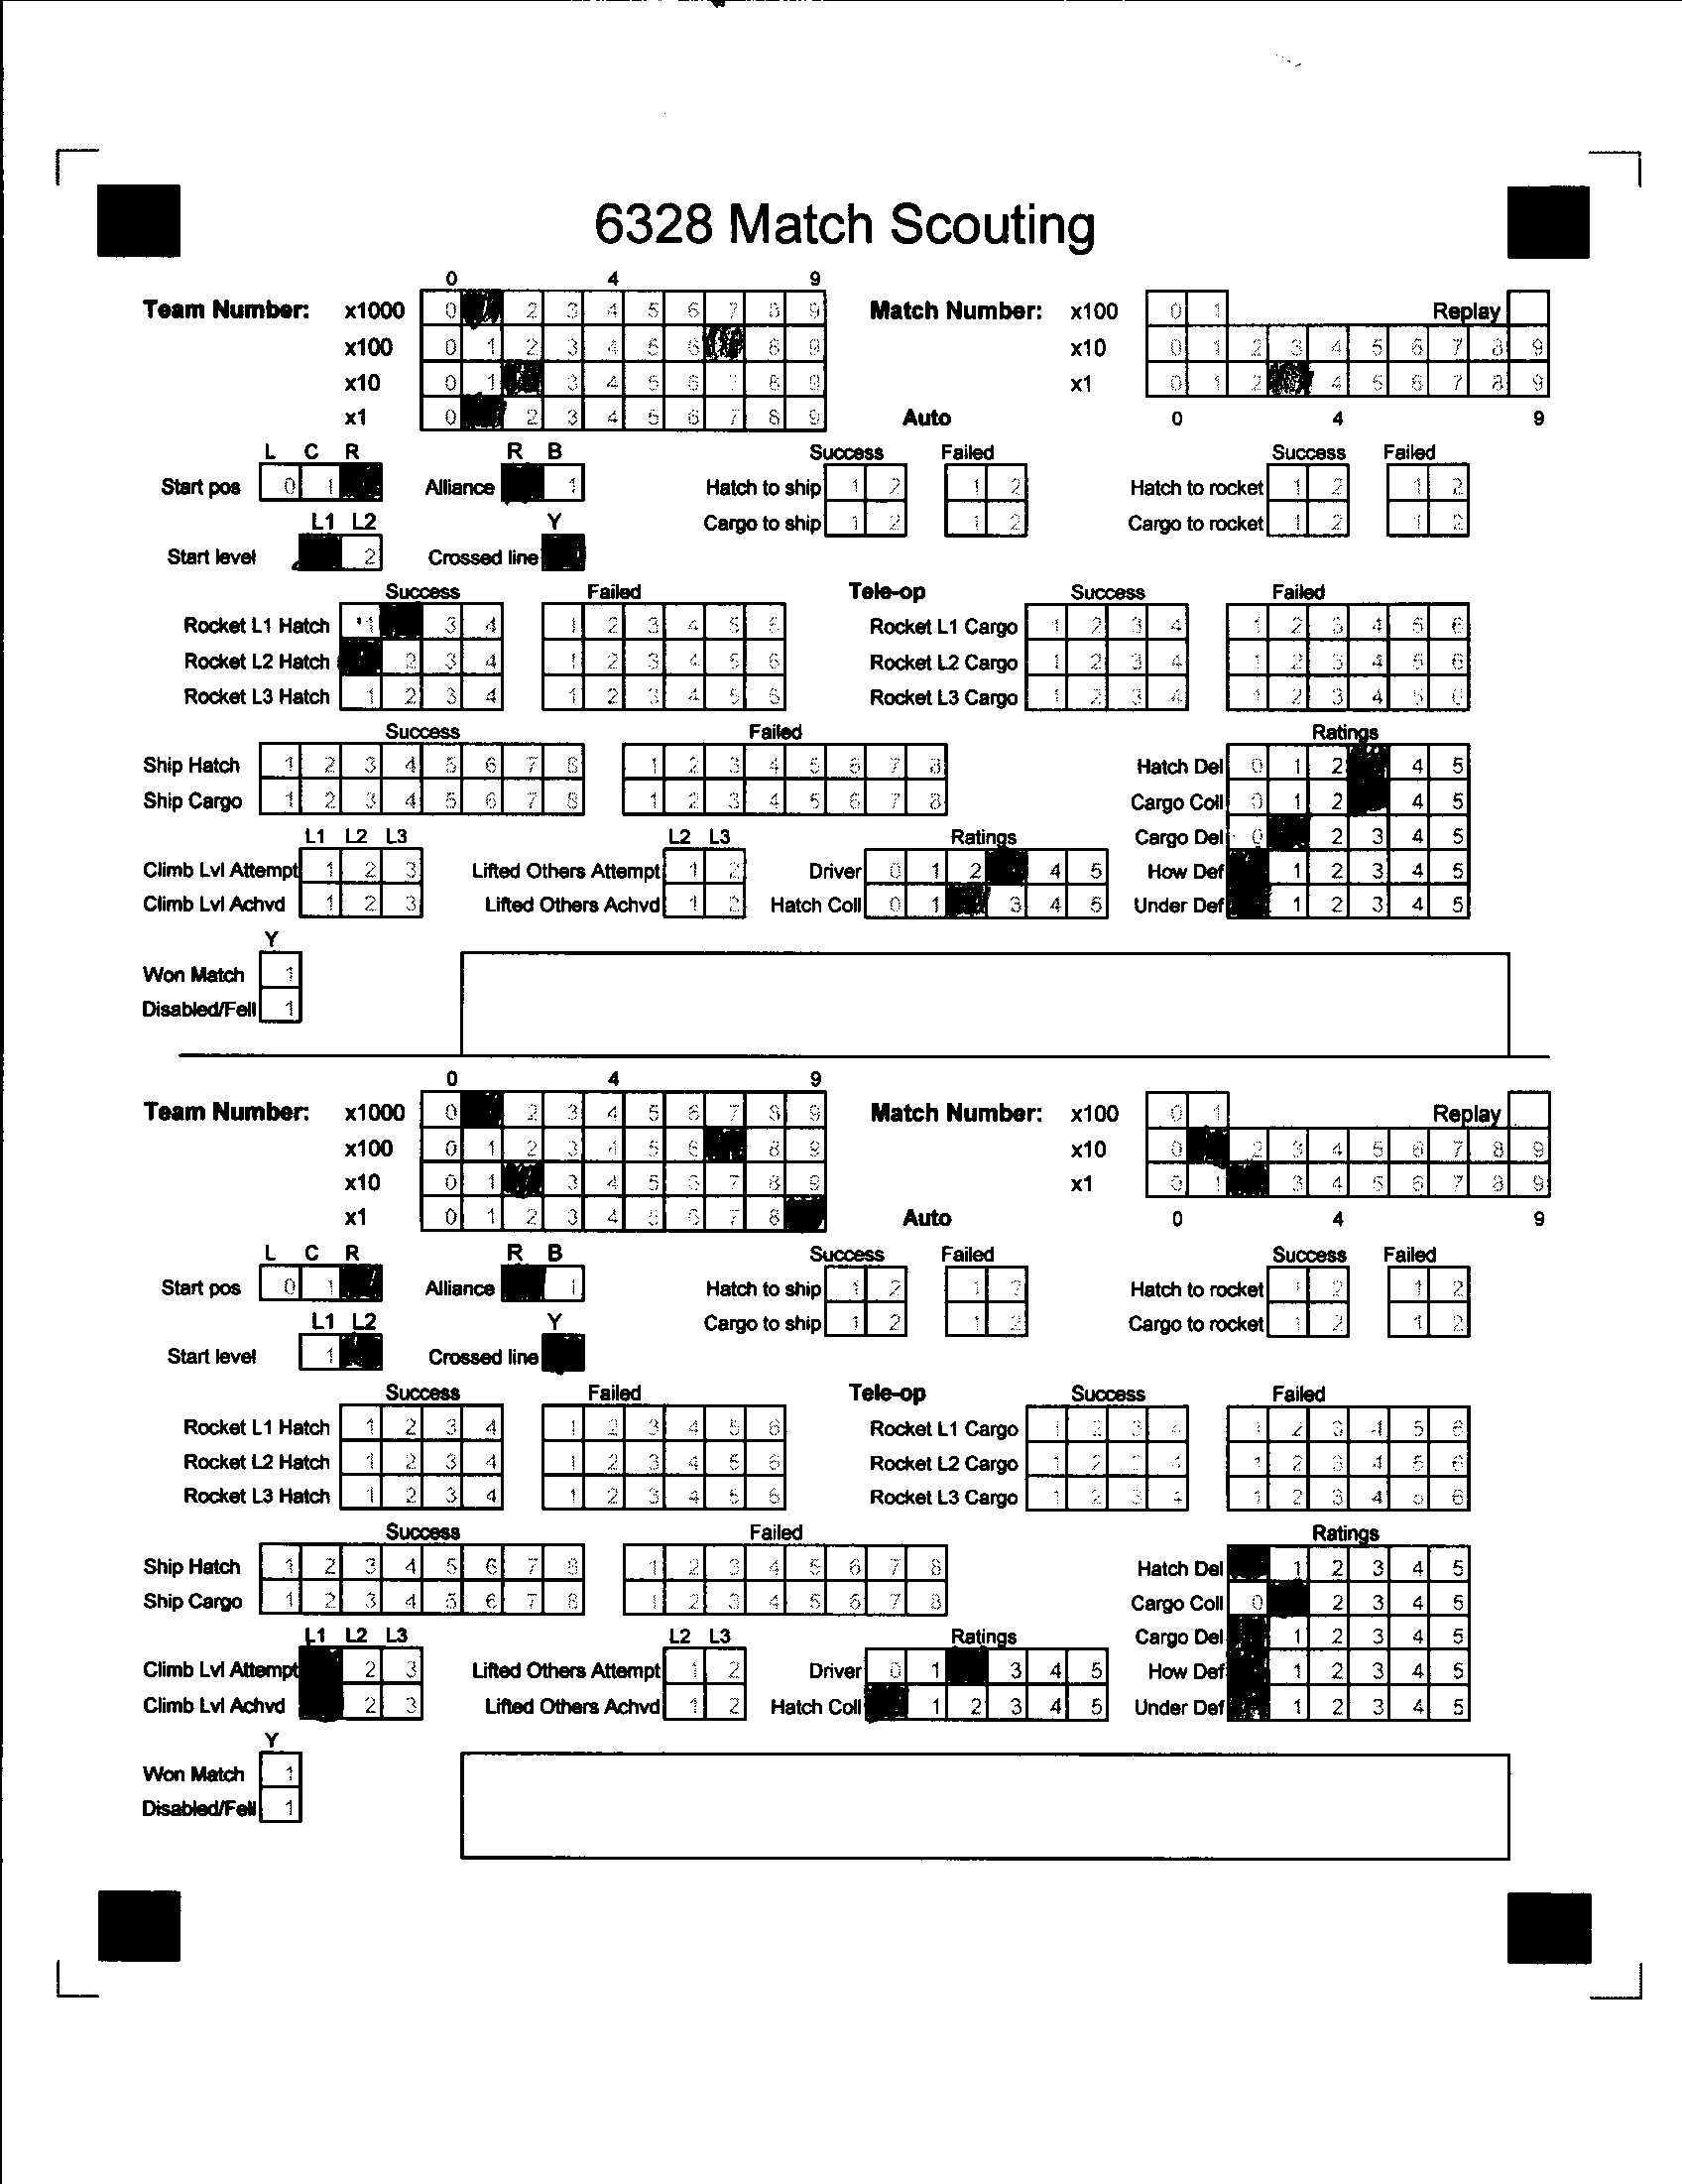 6328 Match Scouting
0 4 9
Team Number: x1000 0 2 3 4 5 6 7 8 9 Match Number: x100 0 1 Replay
x100 0 1 2 3 4 5 6 8 9 x10 0 1 2 3 4 5 6 7 8 9
x10 0 1 3 4 5 6 7 8 9 x1 0 1 2 4 5 6 7 8 9
x1 0 2 3 4 5 6 7 8 9 Auto 0 4 9
L C R R B Success Failed Success Failed
Start pos 0 1 Alliance 1 Hatch to ship 1 2 1 2 Hatch to rocket 1 2 1 2
L1 L2 Y Cargo to ship 1 2 1 2 Cargo to rocket 1 2 1 2
Start level 2 Crossed line
Success Failed Tele-op Success Failed
Rocket L1 Hatch 1 3 4 1 2 3 4 5 6 Rocket L1 Cargo 1 2 3 4 1 2 3 4 5 6
Rocket L2 Hatch 2 3 4 1 2 3 4 5 6 Rocket L2 Cargo 1 2 3 4 1 2 3 4 5 6
Rocket L3 Hatch 1 2 3 4 1 2 3 4 5 6 Rocket L3 Cargo 1 2 3 4 1 2 3 4 5 6
Success Failed Ratings
Ship Hatch 1 2 3 4 5 6 7 8 1 2 3 4 5 6 7 8 Hatch Del 0 1 2 4 5
Ship Cargo 1 2 3 4 5 6 7 8 1 2 3 4 5 6 7 8 Cargo Coll 0 1 2 4 5
L1 L2 L3 L2 L3 Ratings Cargo Del 0 2 3 4 5
Climb Lvl Attempt 1 2 3 Lifted Others Attempt 1 2 Driver 0 1 2 4 5 How Def 1 2 3 4 5
Climb Lvl Achvd 1 2 3 Lifted Others Achvd 1 2 Hatch Coll 0 1 3 4 5 Under Def 1 2 3 4 5
Y
Won Match 1
Disabled/Fell 1
0 4 9
Team Number: x1000 0 2 3 4 5 6 7 8 9 Match Number: x100 0 1 Replay
x100 0 1 2 3 4 5 6 8 9 x10 0 2 3 4 5 6 7 8 9
x10 0 1 3 4 5 6 7 8 9 x1 0 1 3 4 5 6 7 8 9
x1 0 1 2 3 4 5 6 7 8 Auto 0 4 9
L C R R B Success Failed Success Failed
Start pos 0 1 Alliance 1 Hatch to ship 1 2 1 2 Hatch to rocket 1 2 1 2
L1 L2 Y Cargo to ship 1 2 1 2 Cargo to rocket 1 2 1 2
Start level 1 Crossed line
Success Failed Tele-op Success Failed
Rocket L1 Hatch 1 2 3 4 1 2 3 4 5 6 Rocket L1 Cargo 1 2 3 4 1 2 3 4 5 6
Rocket L2 Hatch 1 2 3 4 1 2 3 4 5 6 Rocket L2 Cargo 1 2 3 4 1 2 3 4 5 6
Rocket L3 Hatch 1 2 3 4 1 2 3 4 5 6 Rocket L3 Cargo 1 2 3 4 1 2 3 4 5 6
Success Failed Ratings
Ship Hatch 1 2 3 4 5 6 7 8 1 2 3 4 5 6 7 8 Hatch Del 1 2 3 4 5
Ship Cargo 1 2 3 4 5 6 7 8 1 2 3 4 5 6 7 8 Cargo Coll 0 2 3 4 5
L1 L2 L3 L2 L3 Ratings Cargo Del 1 2 3 4 5
Climb Lvl Attempt 2 3 Lifted Others Attempt 1 2 Driver 0 1 3 4 5 How Def 1 2 3 4 5
Climb Lvl Achvd 2 3 Lifted Others Achvd 1 2 Hatch Coll 1 2 3 4 5 Under Def 1 2 3 4 5
Y
Won Match 1
Disabled/Fell 1